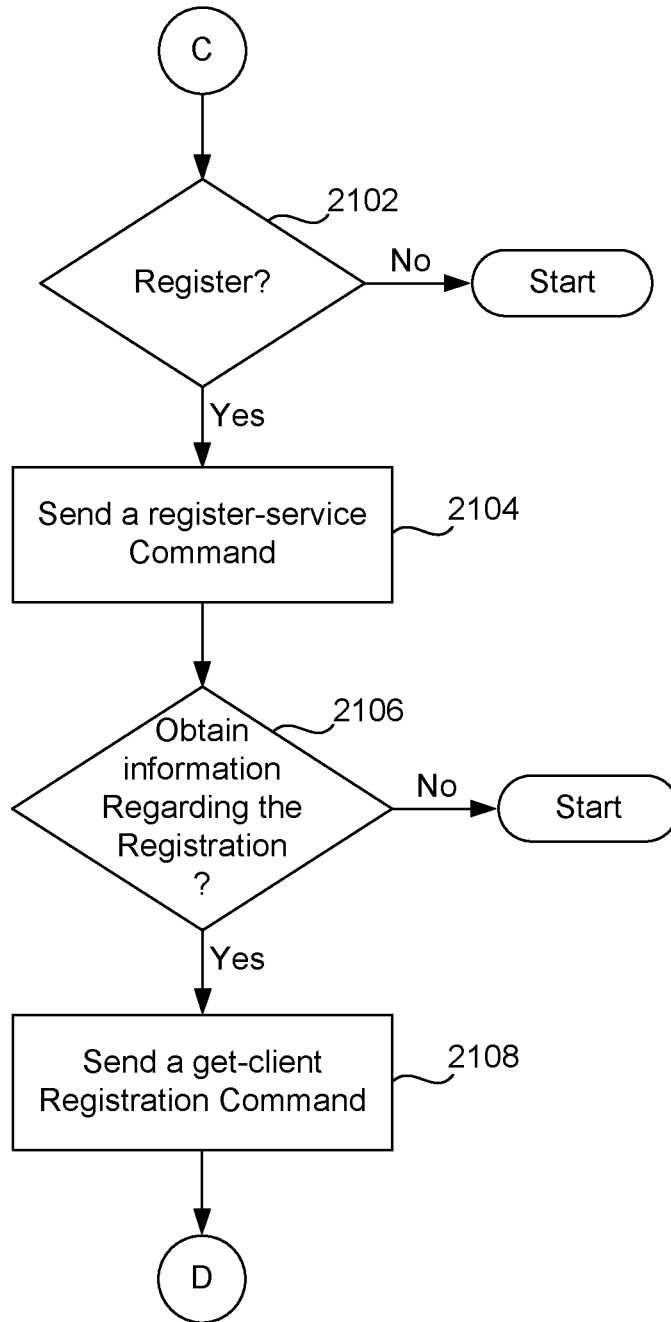 C
2102
Register?
No
Start
Yes
Send a register-service
Command
2104
2106
Obtain
information
Regarding the
Registration
?
No
Start
Yes
Send a get-client
Registration Command
2108
D